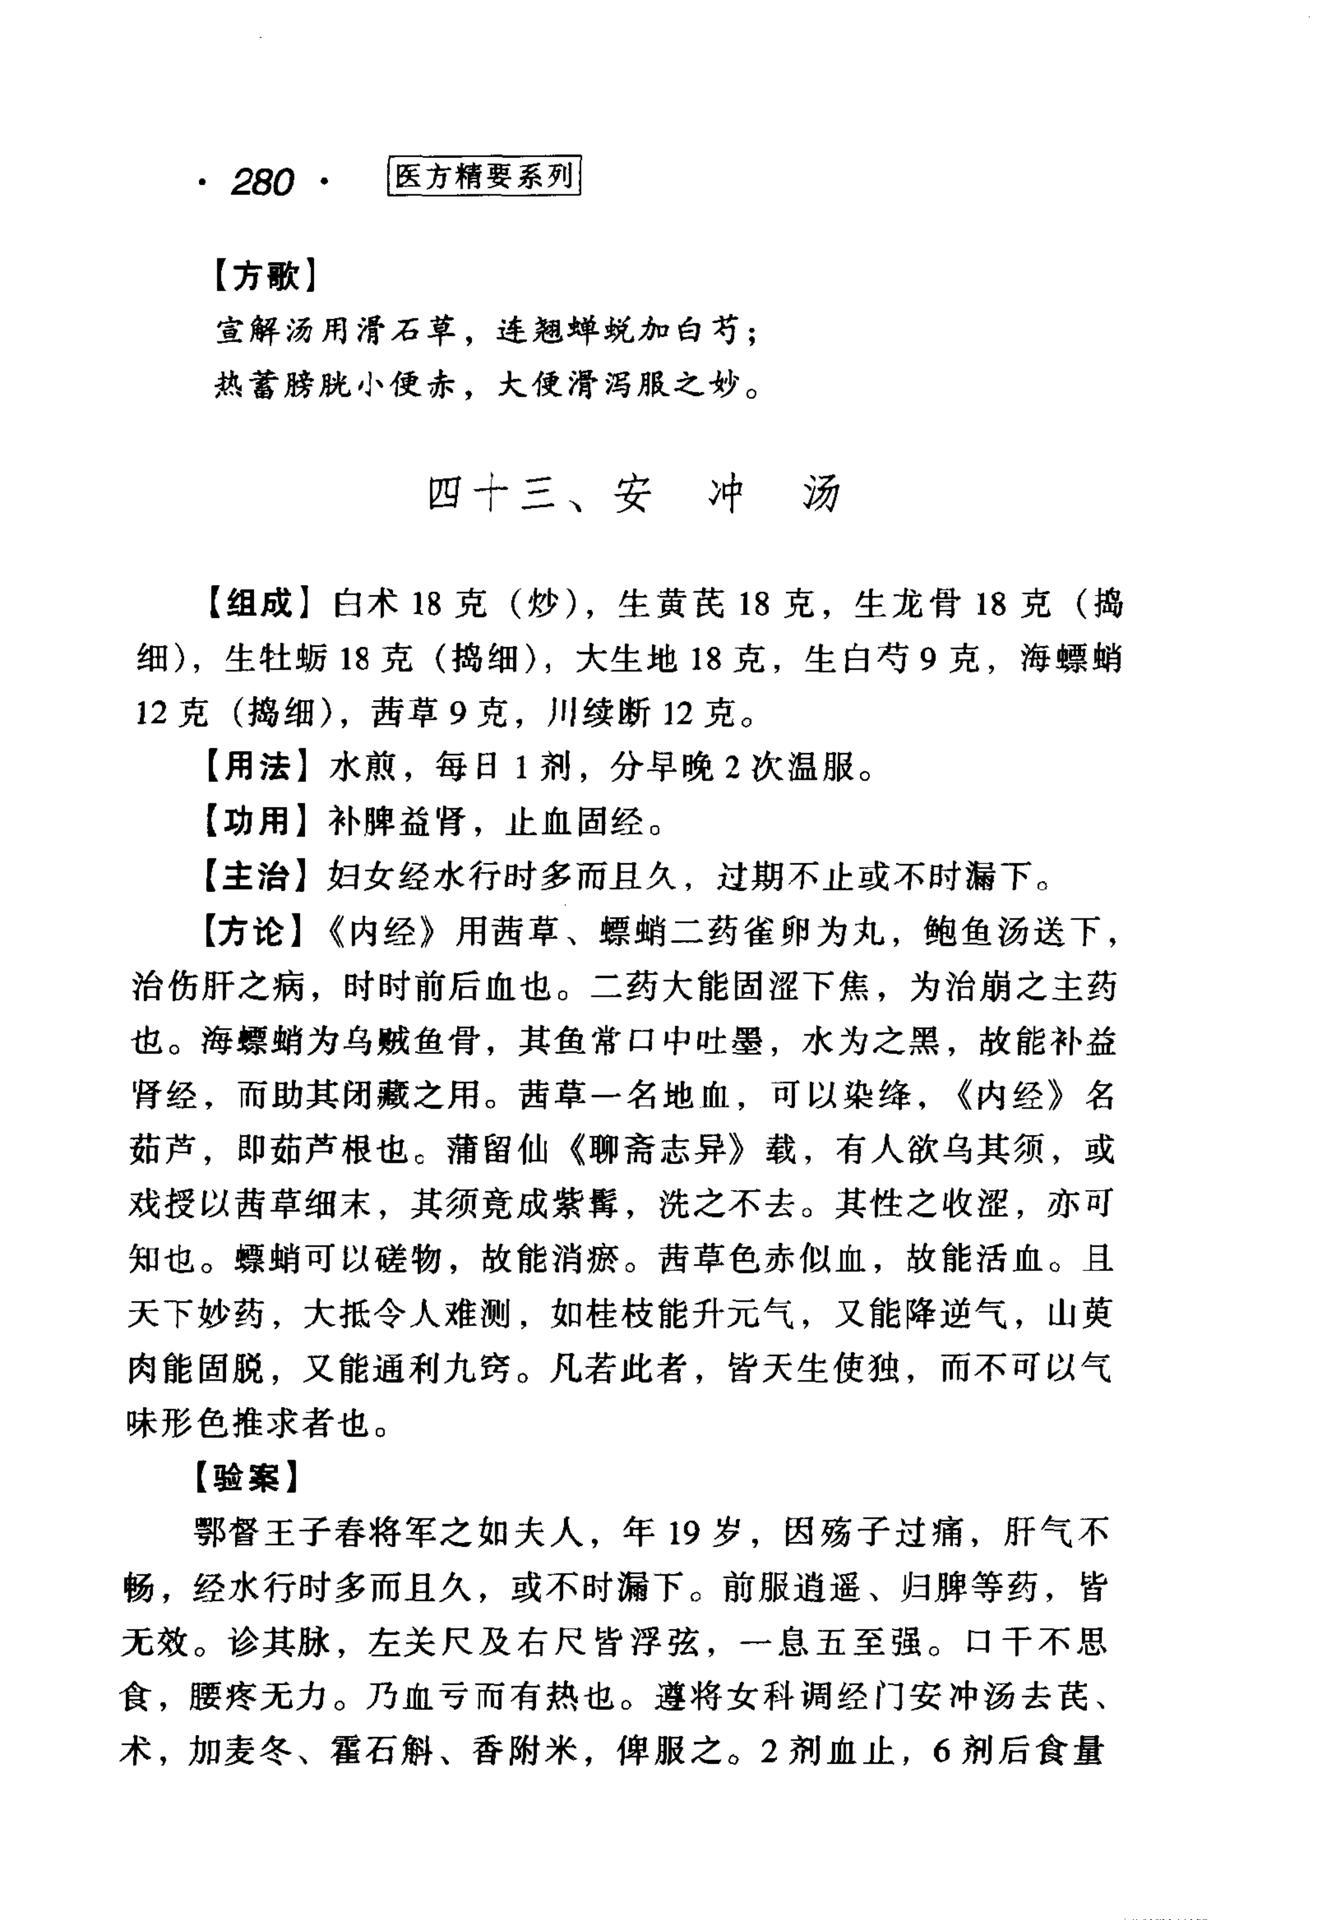 · 280 · 医方精要系列
【方歌】
宣解汤用滑石草，连翘蝉蜕加白芍；
热蓄膀胱小便赤，大便滑泻服之妙。
四十三、安 冲 汤
【组成】白术 18 克（炒），生黄芪 18 克，生龙骨 18 克（捣
细），生牡蛎 18 克（捣细），大生地 18 克，生白芍 9 克，海螵蛸
12 克（捣细），茜草 9 克，川续断 12 克。
【用法】水煎，每日 1 剂，分早晚 2 次温服。
【功用】补脾益肾，止血固经。
【主治】妇女经水行时多而且久，过期不止或不时漏下。
【方论】《内经》用茜草、螵蛸二药雀卵为丸，鲍鱼汤送下，
治伤肝之病，时时前后血也。二药大能固涩下焦，为治崩之主药
也。海螵蛸为乌贼鱼骨，其鱼常口中吐墨，水为之黑，故能补益
肾经，而助其闭藏之用。茜草一名地血，可以染绛，《内经》名
茹芦，即茹芦根也。蒲留仙《聊斋志异》载，有人欲乌其须，或
戏授以茜草细末，其须竟成紫髯，洗之不去。其性之收涩，亦可
知也。螵蛸可以磋物，故能消瘀。茜草色赤似血，故能活血。且
天下妙药，大抵令人难测，如桂枝能升元气，又能降逆气，山萸
肉能固脱，又能通利九窍。凡若此者，皆天生使独，而不可以气
味形色推求者也。
【验案】
鄂督王子春将军之如夫人，年 19 岁，因殇子过痛，肝气不
畅，经水行时多而且久，或不时漏下。前服逍遥、归脾等药，皆
无效。诊其脉，左关尺及右尺皆浮弦，一息五至强。口干不思
食，腰疼无力。乃血亏而有热也。遵将女科调经门安冲汤去芪、
术，加麦冬、霍石斛、香附米，俾服之。2 剂血止，6 剂后食量